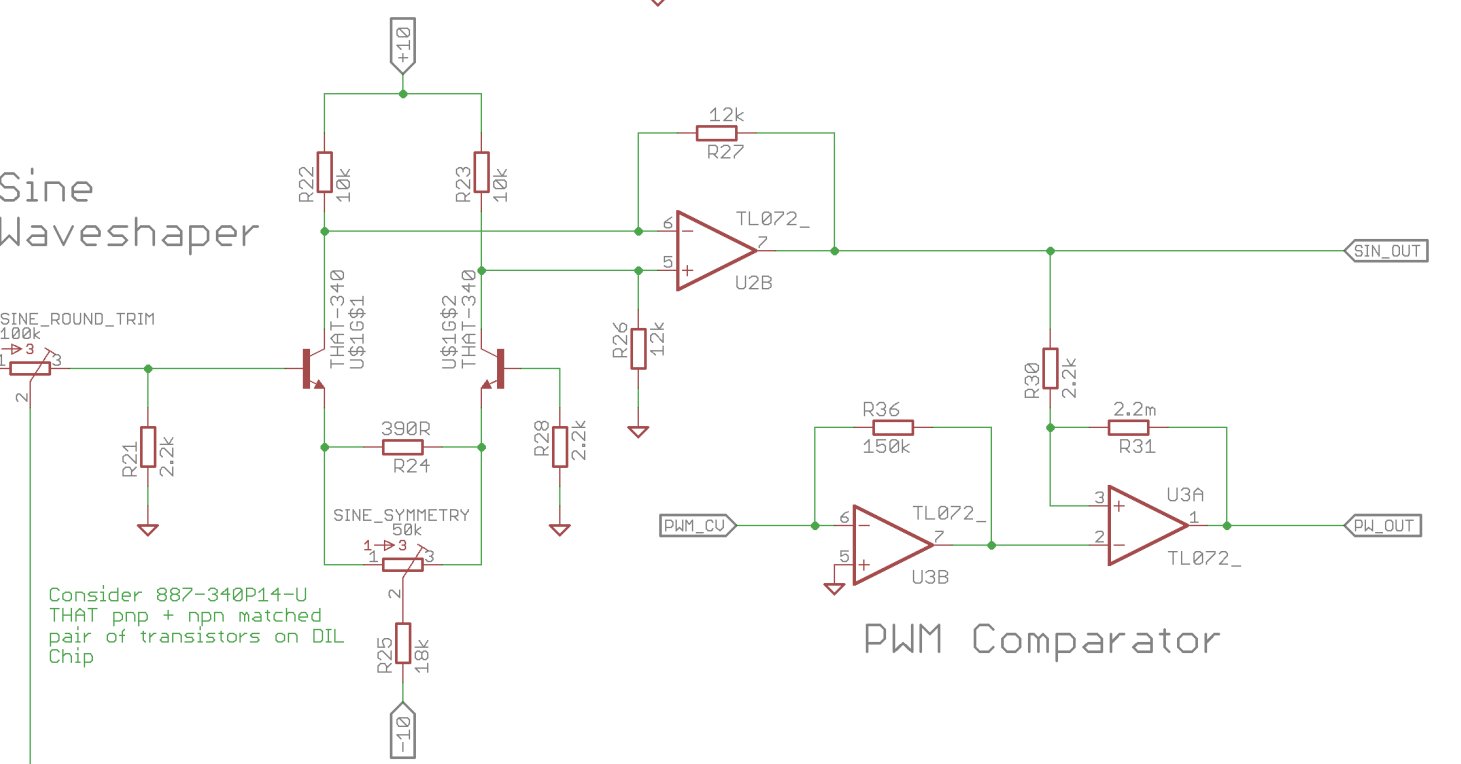 +10
12k
R27
R22
10k
R23
10k
Sine
Waveshaper
6
TL072_
7
5
U2B
SIN_OUT
THAT-340
U$1G$1
U$1G$2
THAT-340
SINE_ROUND_TRIM
100k
3
1
3
2
R26
12k
R30
2.2k
R21
2.2k
390R
R24
R28
2.2k
R36
150k
2.2m
R31
SINE_SYMMETRY
50k
1 3
1
3
2
PWM_CV
6
TL072_
7
5
U3B
3
U3A
1
2
TL072_
PW_OUT
Consider 887-340P14-U
THAT pnp + npn matched
pair of transistors on DIL
Chip
R25
18k
PWM Comparator
-10